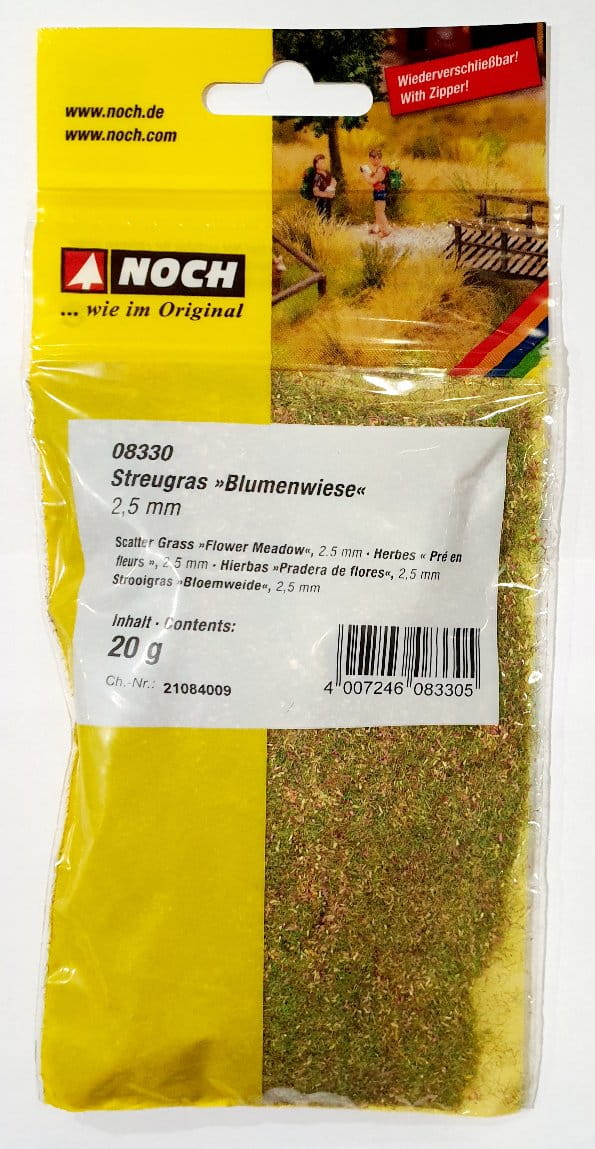 Wiederverschließbar!
With Zipper!
www.noch.de
www.noch.com
NOCH
... wie im Original
08330
Streugras »Blumenwiese«
2,5 mm
Scatter Grass »Flower Meadow«, 2.5 mm · Herbes « Pré en
fleurs », 2,5 mm · Hierbas »Pradera de flores«, 2,5 mm
Strooigras »Bloemweide«, 2,5 mm
Inhalt · Contents:
20 g
Ch.-Nr.: 21084009
4 007246 083305